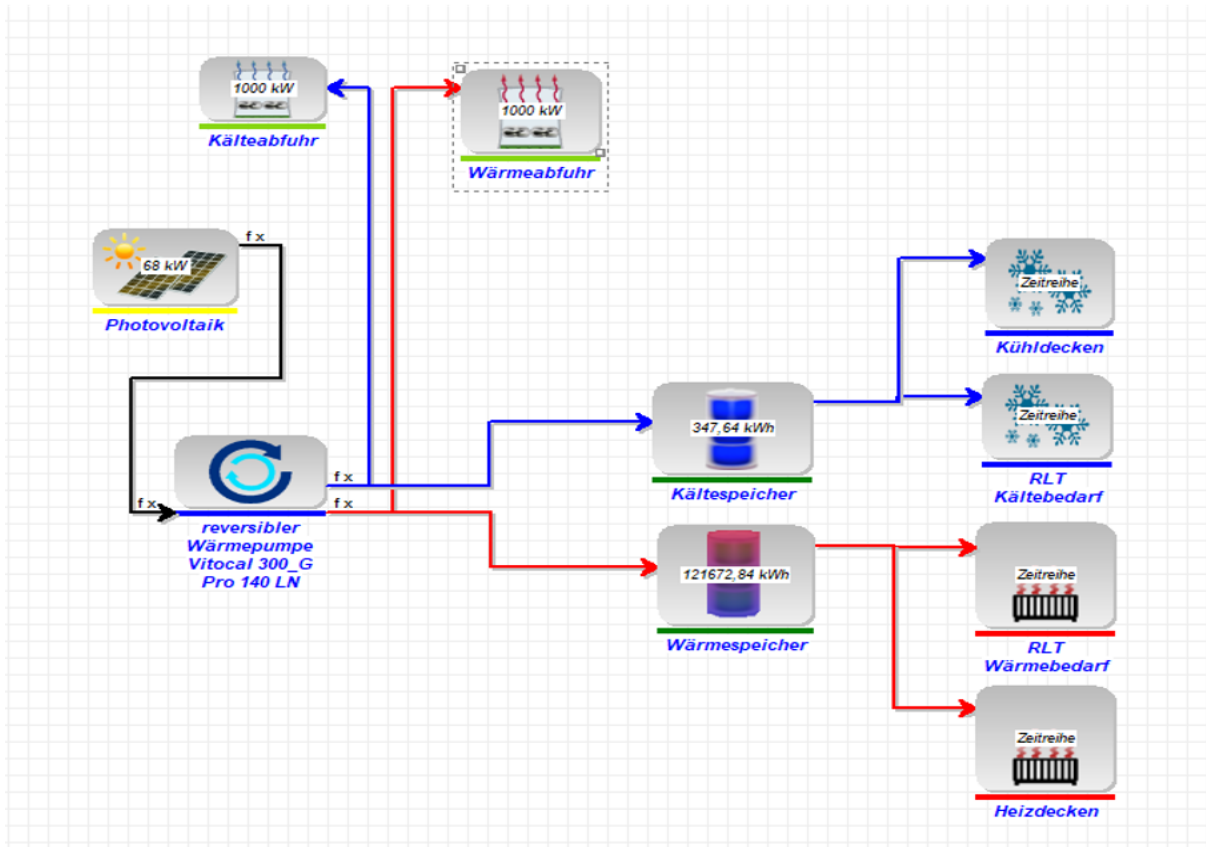 1000 kW
Kälteabfuhr
1000 kW
Wärmeabfuhr
f x
68 kW
Photovoltaik
Zeitreihe
Kühldecken
Zeitreihe
RLT
Kältebedarf
347,64 kWh
Kältespeicher
f x
f x
f x
reversibler
Wärmepumpe
Vitocal 300_G
Pro 140 LN
121672,84 kWh
Wärmespeicher
Zeitreihe
RLT
Wärmebedarf
Zeitreihe
Heizdecken